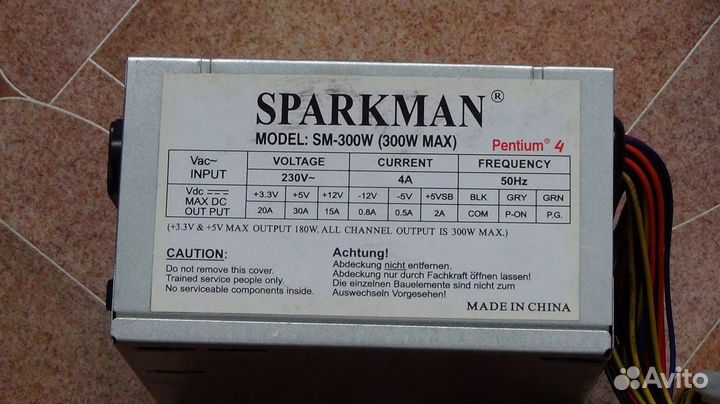 SPARKMAN®
MODEL: SM-300W (300W MAX) Pentium® 4
Vac~ INPUT VOLTAGE CURRENT FREQUENCY
230V~ 4A 50Hz
Vdc ⎓ MAX DC OUT PUT +3.3V +5V +12V -12V -5V +5VSB BLK GRY GRN
20A 30A 15A 0.8A 0.5A 2A COM P-ON P.G.
(+3.3V & +5V MAX OUTPUT 180W. ALL CHANNEL OUTPUT IS 300W MAX.)
CAUTION:
Do not remove this cover.
Trained service people only.
No serviceable components inside.
Achtung!
Abdeckung nicht entfernen.
Abdeckung nur durch Fachkraft öffnen lassen!
Die einzelnen Bauelemente sind nicht zum
Auswechseln Vorgesehen!
MADE IN CHINA
Avito